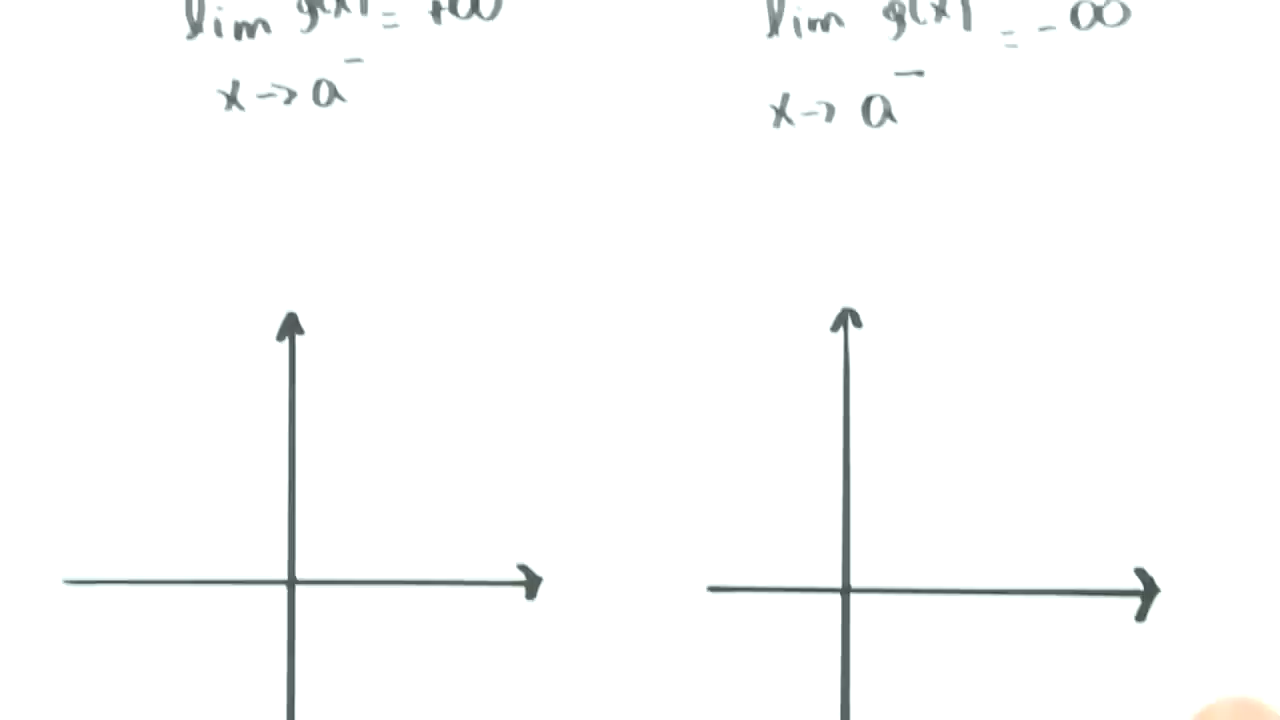 lim g(x) = +∞
x → a⁻
lim g(x) = -∞
x → a⁻